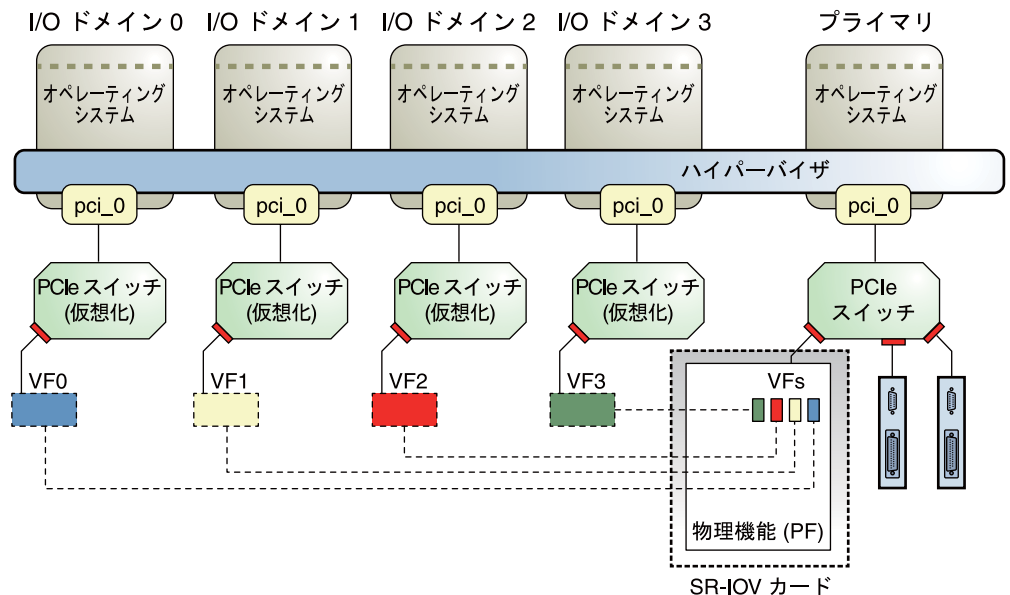 I/O ドメイン 0
I/O ドメイン 1
I/O ドメイン 2
I/O ドメイン 3
プライマリ
オペレーティング
システム
オペレーティング
システム
オペレーティング
システム
オペレーティング
システム
オペレーティング
システム
ハイパーバイザ
pci_0
pci_0
pci_0
pci_0
pci_0
PCIe スイッチ
(仮想化)
PCIe スイッチ
(仮想化)
PCIe スイッチ
(仮想化)
PCIe スイッチ
(仮想化)
PCIe
スイッチ
VF0
VF1
VF2
VF3
VFs
物理機能 (PF)
SR-IOV カード